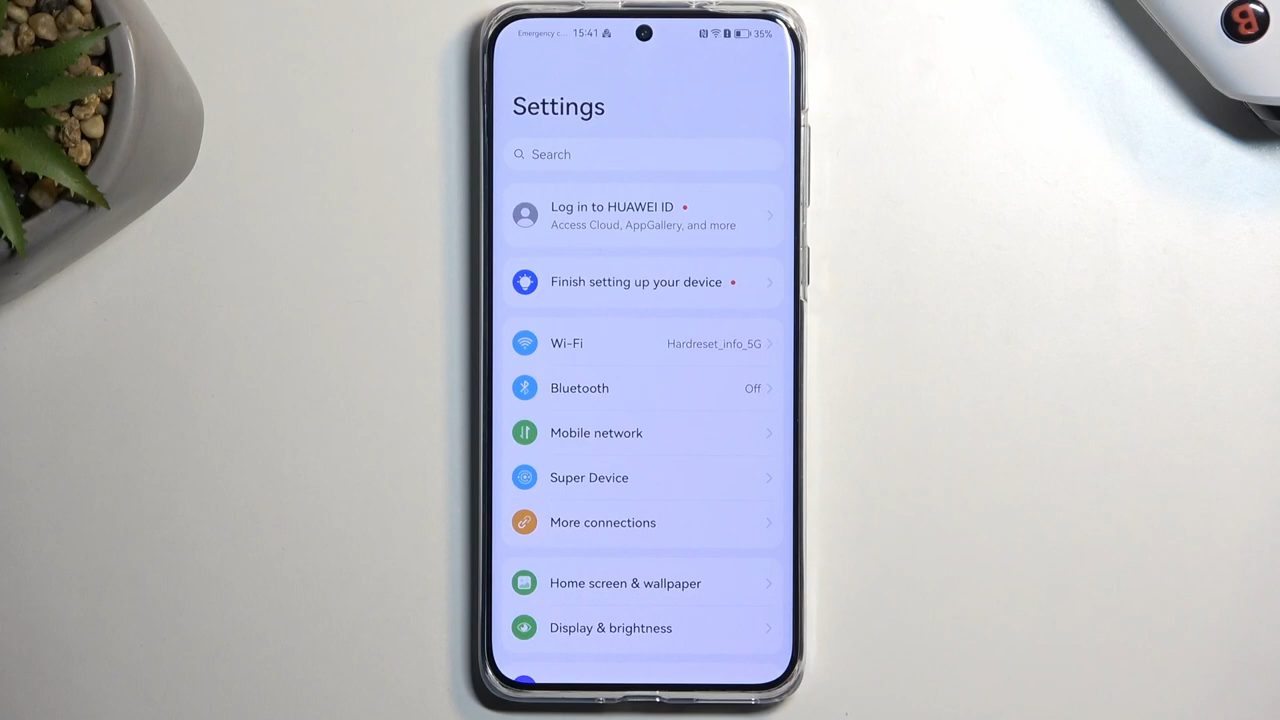 Emergency c... 15:41 35%
Settings
Search
Log in to HUAWEI ID
Access Cloud, AppGallery, and more
Finish setting up your device
Wi-Fi Hardreset_info_5G
Bluetooth Off
Mobile network
Super Device
More connections
Home screen & wallpaper
Display & brightness